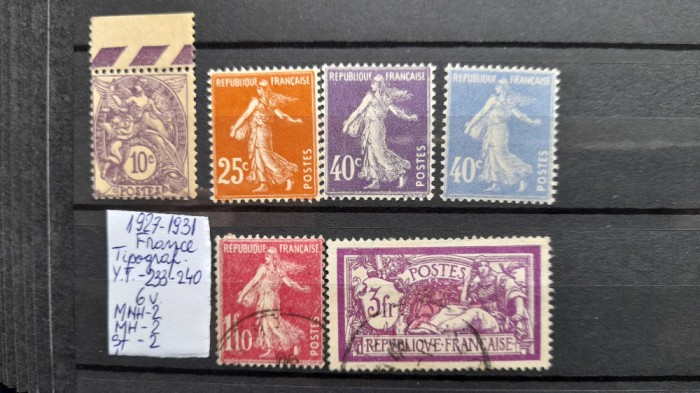 10c
POSTES
REPUBLIQUE FRANÇAISE
25c
POSTES
REPUBLIQUE FRANÇAISE
40c
POSTES
REPUBLIQUE FRANÇAISE
40c
POSTES
1927-1931
France
Tipograf.
Y.T. -233-240
6 v.
MNH-2
MH-2
ST-2
REPUBLIQUE FRANÇAISE
1f10
POSTES
POSTES
3fr
REPUBLIQUE·FRANÇAISE